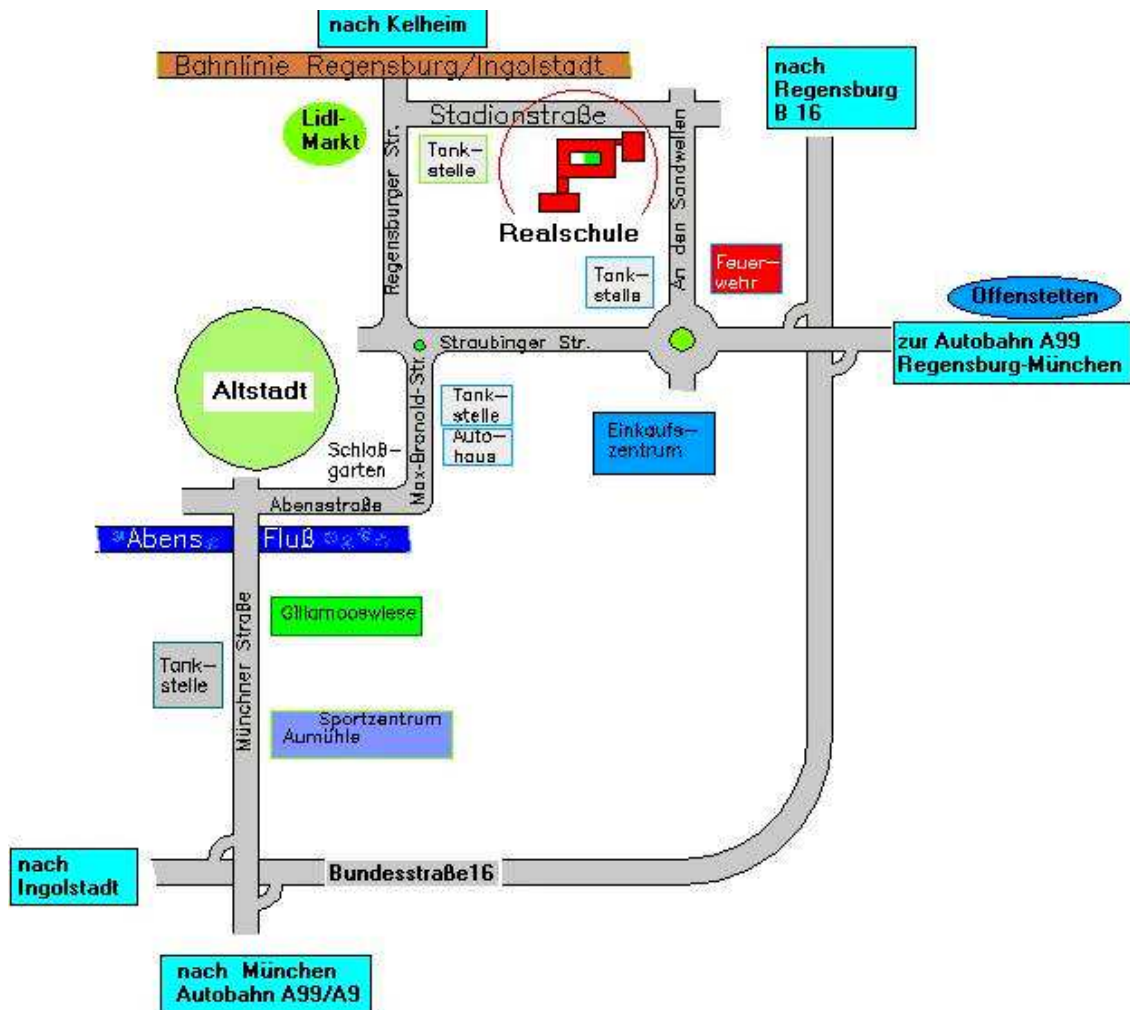 nach Kelheim
Bahnlinie Regensburg/Ingolstadt
nach
Regensburg
B 16
Lidl-
Markt
Stadionstraße
Tank-
stelle
Regensburger Str.
An den Sandwellen
Realschule
Tank-
stelle
Feuer-
wehr
Offenstetten
Straubinger Str.
zur Autobahn A99
Regensburg-München
Altstadt
Max-Bronold-Str.
Tank-
stelle
Auto-
haus
Einkaufs-
zentrum
Schloß-
garten
Abensstraße
Abens Fluß
Münchner Straße
Gillamooswiese
Tank-
stelle
Sportzentrum
Aumühle
nach
Ingolstadt
Bundesstraße16
nach München
Autobahn A99/A9